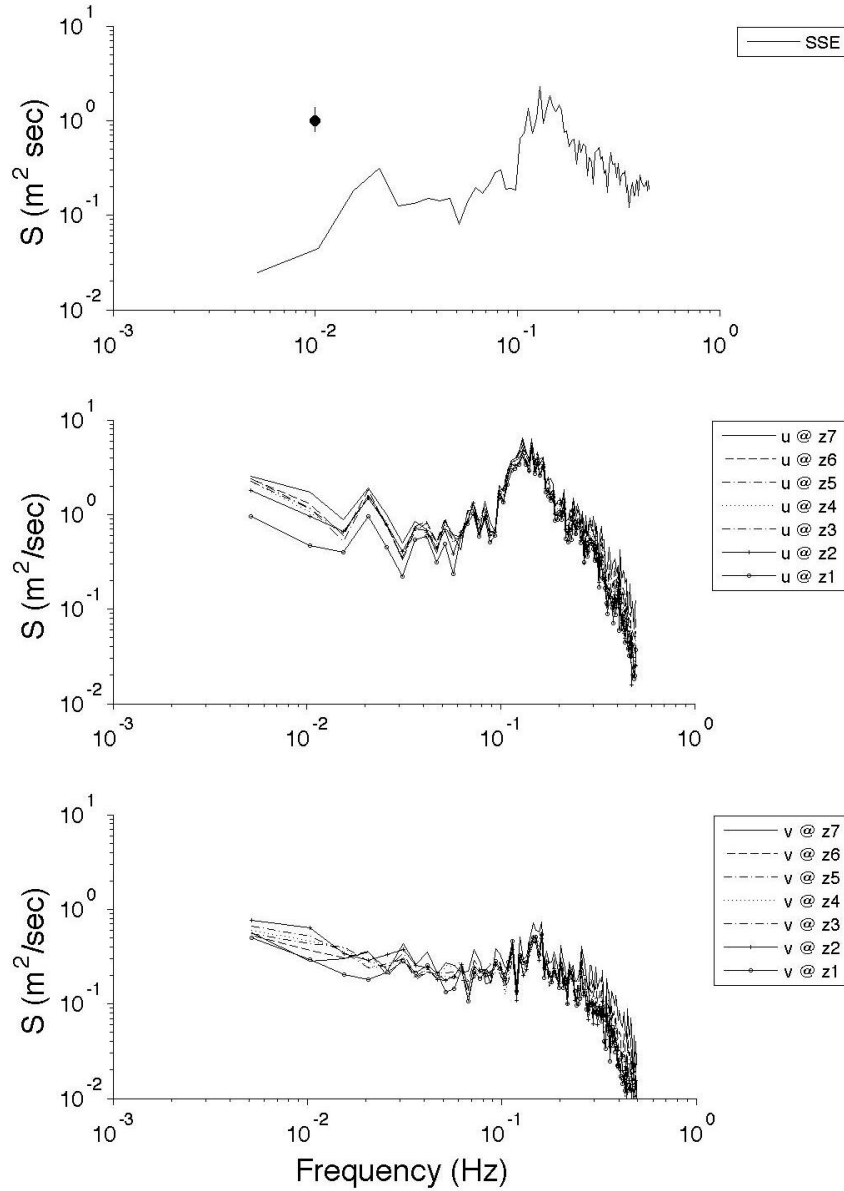 10^1
10^0
10^-1
10^-2
S (m^2 sec)
SSE
10^-3
10^-2
10^-1
10^0
10^1
10^0
10^-1
10^-2
S (m^2/sec)
u @ z7
u @ z6
u @ z5
u @ z4
u @ z3
u @ z2
u @ z1
10^-3
10^-2
10^-1
10^0
10^1
10^0
10^-1
10^-2
S (m^2/sec)
v @ z7
v @ z6
v @ z5
v @ z4
v @ z3
v @ z2
v @ z1
10^-3
10^-2
10^-1
10^0
Frequency (Hz)